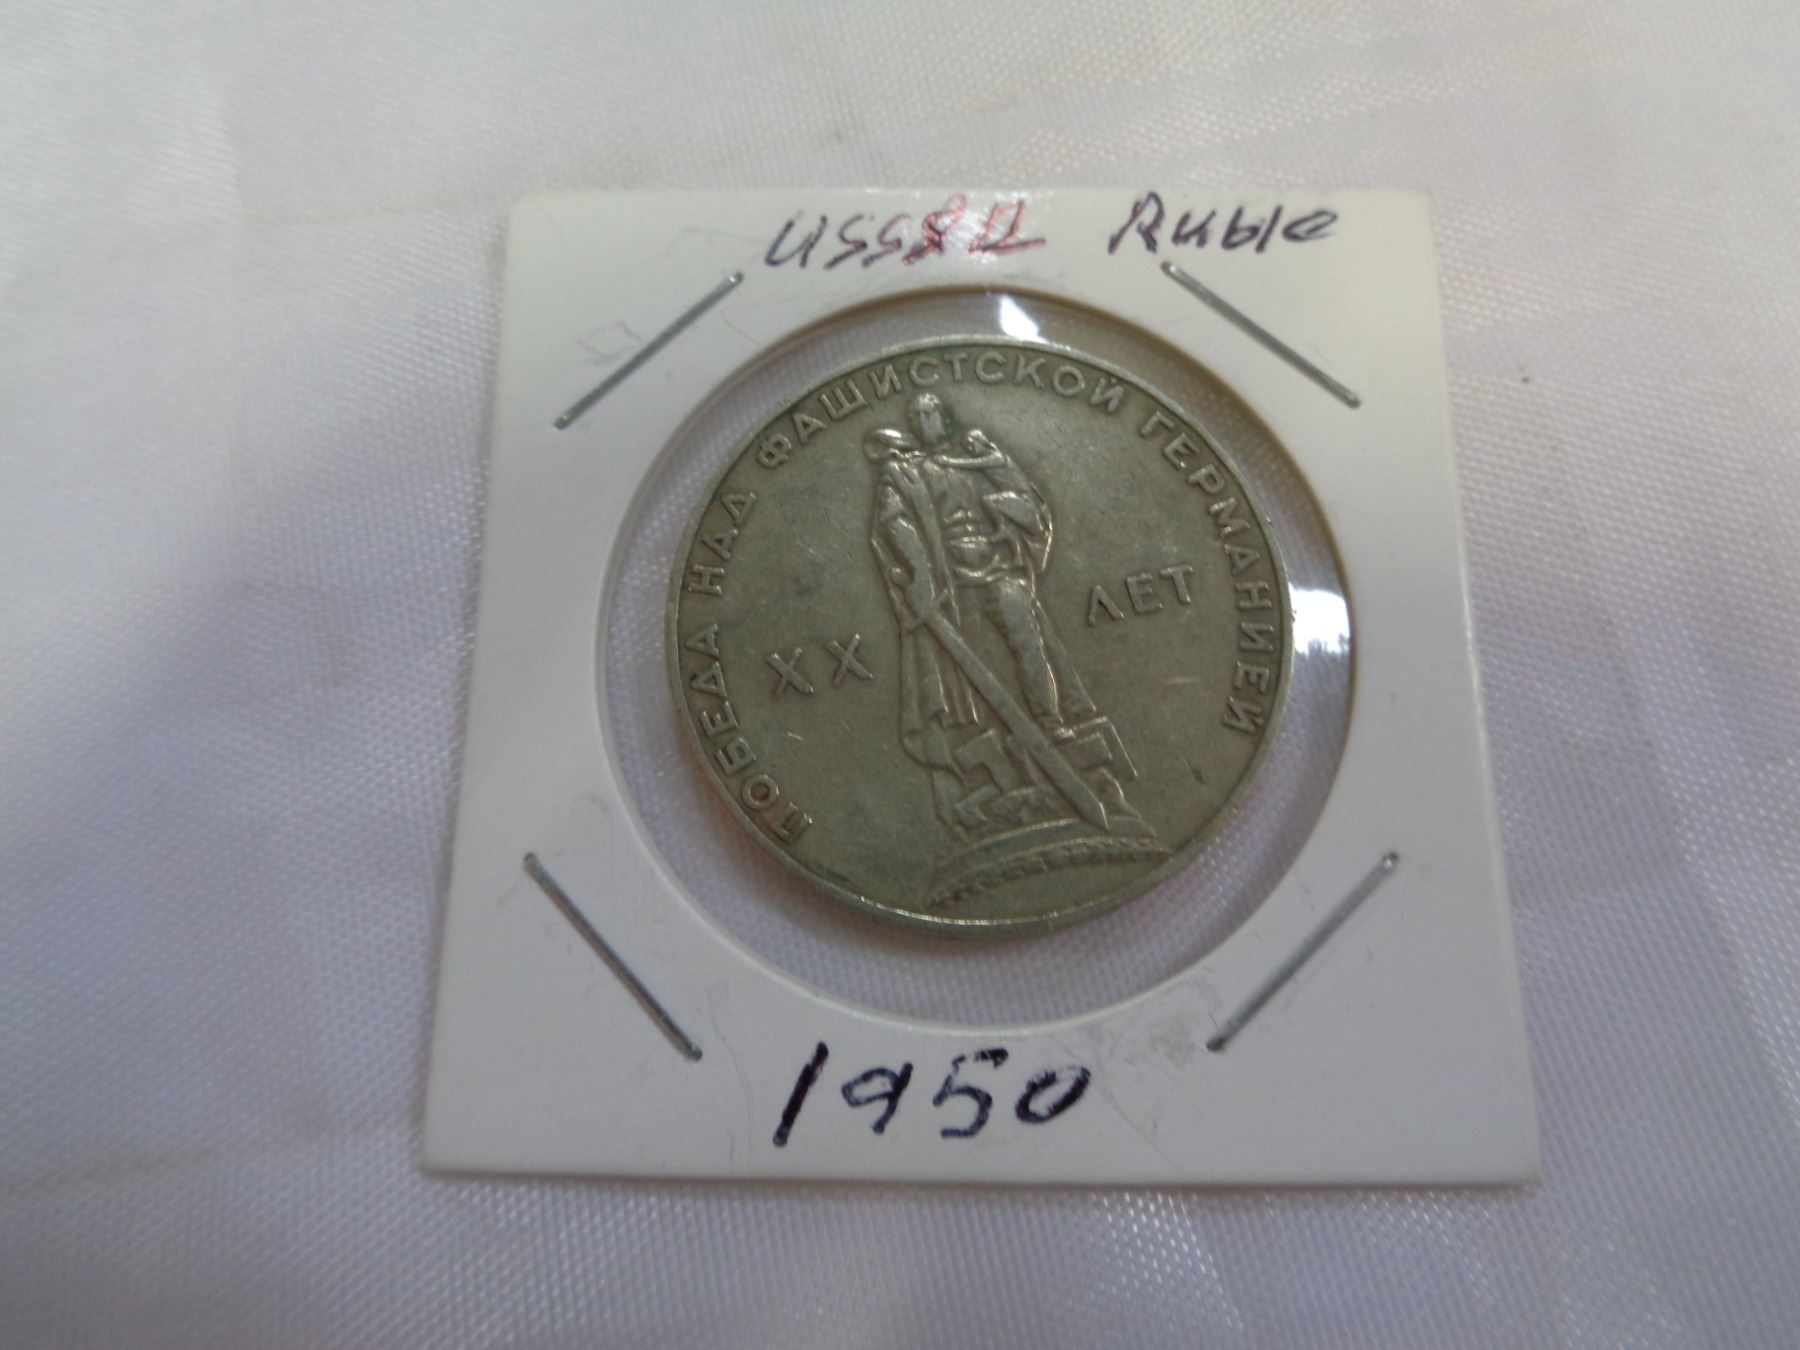 USSR Ruble
ПОБЕДА НАД ФАШИСТСКОЙ ГЕРМАНИЕЙ
XX ЛЕТ
1950